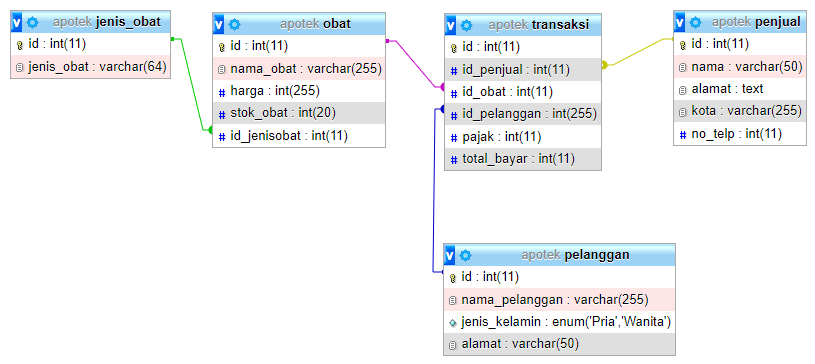 v apotek jenis_obat
id : int(11)
jenis_obat : varchar(64)
v apotek obat
id : int(11)
nama_obat : varchar(255)
# harga : int(255)
# stok_obat : int(20)
# id_jenisobat : int(11)
v apotek transaksi
id : int(11)
# id_penjual : int(11)
# id_obat : int(11)
# id_pelanggan : int(255)
# pajak : int(11)
# total_bayar : int(11)
v apotek penjual
id : int(11)
nama : varchar(50)
alamat : text
kota : varchar(255)
# no_telp : int(11)
v apotek pelanggan
id : int(11)
nama_pelanggan : varchar(255)
jenis_kelamin : enum('Pria','Wanita')
alamat : varchar(50)